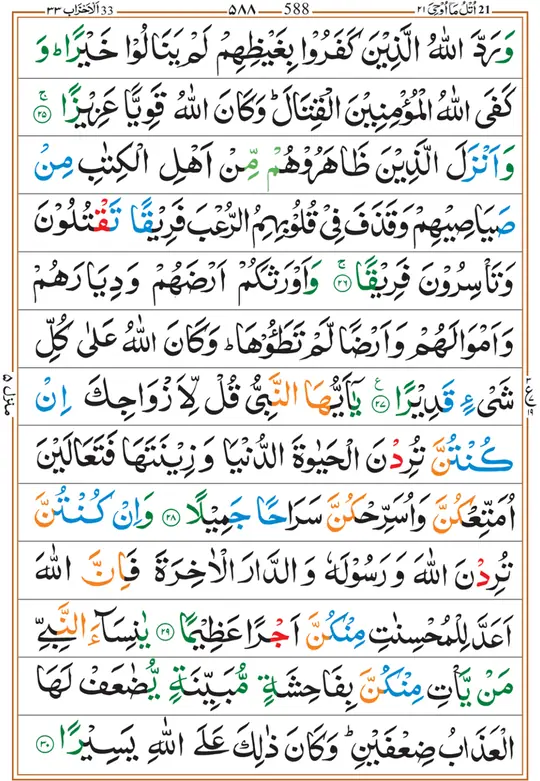 21 اُتْلُ مَاۤ اُوْحِیَ ٢١ 588 ٥٨٨ 33 اَلْاَحْزَاب ٣٣
وَرَدَّ اللّٰهُ الَّذِیْنَ كَفَرُوْا بِغَیْظِهِمْ لَمْ یَنَالُوْا خَیْرًاؕ وَ
كَفَی اللّٰهُ الْمُؤْمِنِیْنَ الْقِتَالَؕ وَكَانَ اللّٰهُ قَوِیًّا عَزِیْزًاۚ ٢٥
وَاَنْزَلَ الَّذِیْنَ ظَاهَرُوْهُمْ مِّنْ اَهْلِ الْكِتٰبِ مِنْ
صَیَاصِیْهِمْ وَقَذَفَ فِیْ قُلُوْبِهِمُ الرُّعْبَ فَرِیْقًا تَقْتُلُوْنَ
وَتَاْسِرُوْنَ فَرِیْقًاۚ ٢٦ وَاَوْرَثَكُمْ اَرْضَهُمْ وَدِیَارَهُمْ
وَاَمْوَالَهُمْ وَاَرْضًا لَّمْ تَطَـُٔوْهَاؕ وَكَانَ اللّٰهُ عَلٰی كُلِّ
شَیْءٍ قَدِیْرًا ٢٧ ع یٰۤاَیُّهَا النَّبِیُّ قُلْ لِّاَزْوَاجِكَ اِنْ
كُنْتُنَّ تُرِدْنَ الْحَیٰوةَ الدُّنْیَا وَزِیْنَتَهَا فَتَعَالَیْنَ
اُمَتِّعْكُنَّ وَاُسَرِّحْكُنَّ سَرَاحًا جَمِیْلًا ٢٨ وَاِنْ كُنْتُنَّ
تُرِدْنَ اللّٰهَ وَرَسُوْلَهٗ وَالدَّارَ الْاٰخِرَةَ فَاِنَّ اللّٰهَ
اَعَدَّ لِلْمُحْسِنٰتِ مِنْكُنَّ اَجْرًا عَظِیْمًا ٢٩ یٰنِسَآءَ النَّبِیِّ
مَنْ یَّاْتِ مِنْكُنَّ بِفَاحِشَةٍ مُّبَیِّنَةٍ یُّضٰعَفْ لَهَا
الْعَذَابُ ضِعْفَیْنِؕ وَكَانَ ذٰلِكَ عَلَی اللّٰهِ یَسِیْرًا ٣٠
منزل ٥